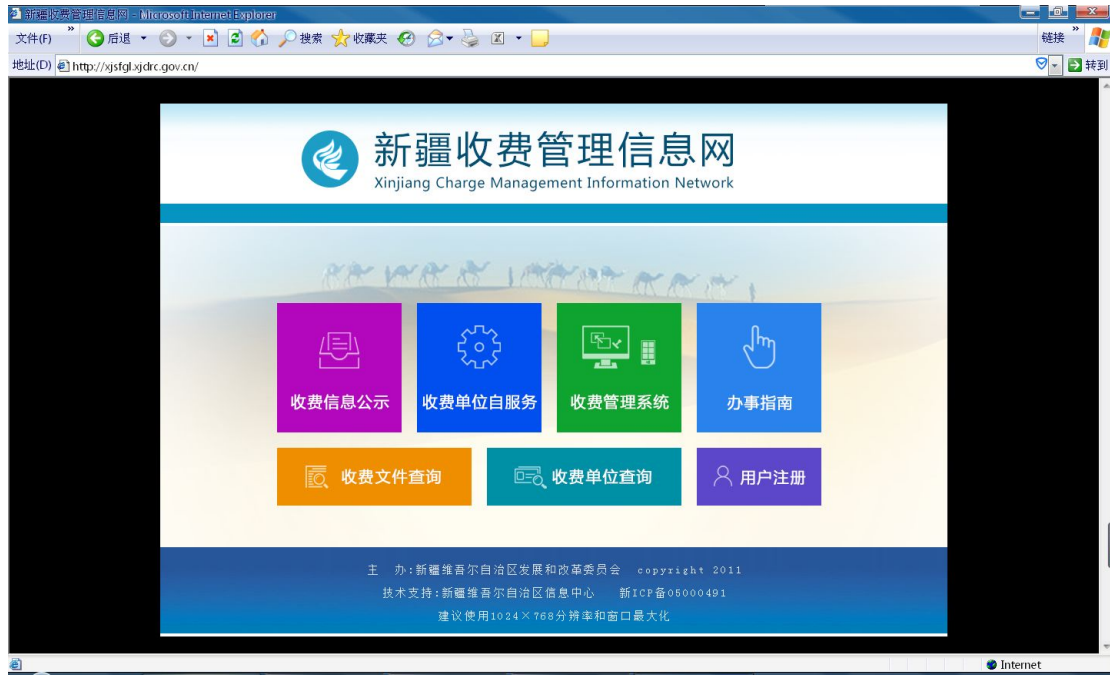 新疆收费管理信息网 - Microsoft Internet Explorer
文件(F) » 后退 搜索 收藏夹 链接 »
地址(D) http://xjsfgl.xjdrc.gov.cn/ 转到
新疆收费管理信息网
Xinjiang Charge Management Information Network
收费信息公示 收费单位自服务 收费管理系统 办事指南
收费文件查询 收费单位查询 用户注册
主 办:新疆维吾尔自治区发展和改革委员会 copyright 2011
技术支持:新疆维吾尔自治区信息中心 新ICP备05000491
建议使用1024×768分辨率和窗口最大化
Internet